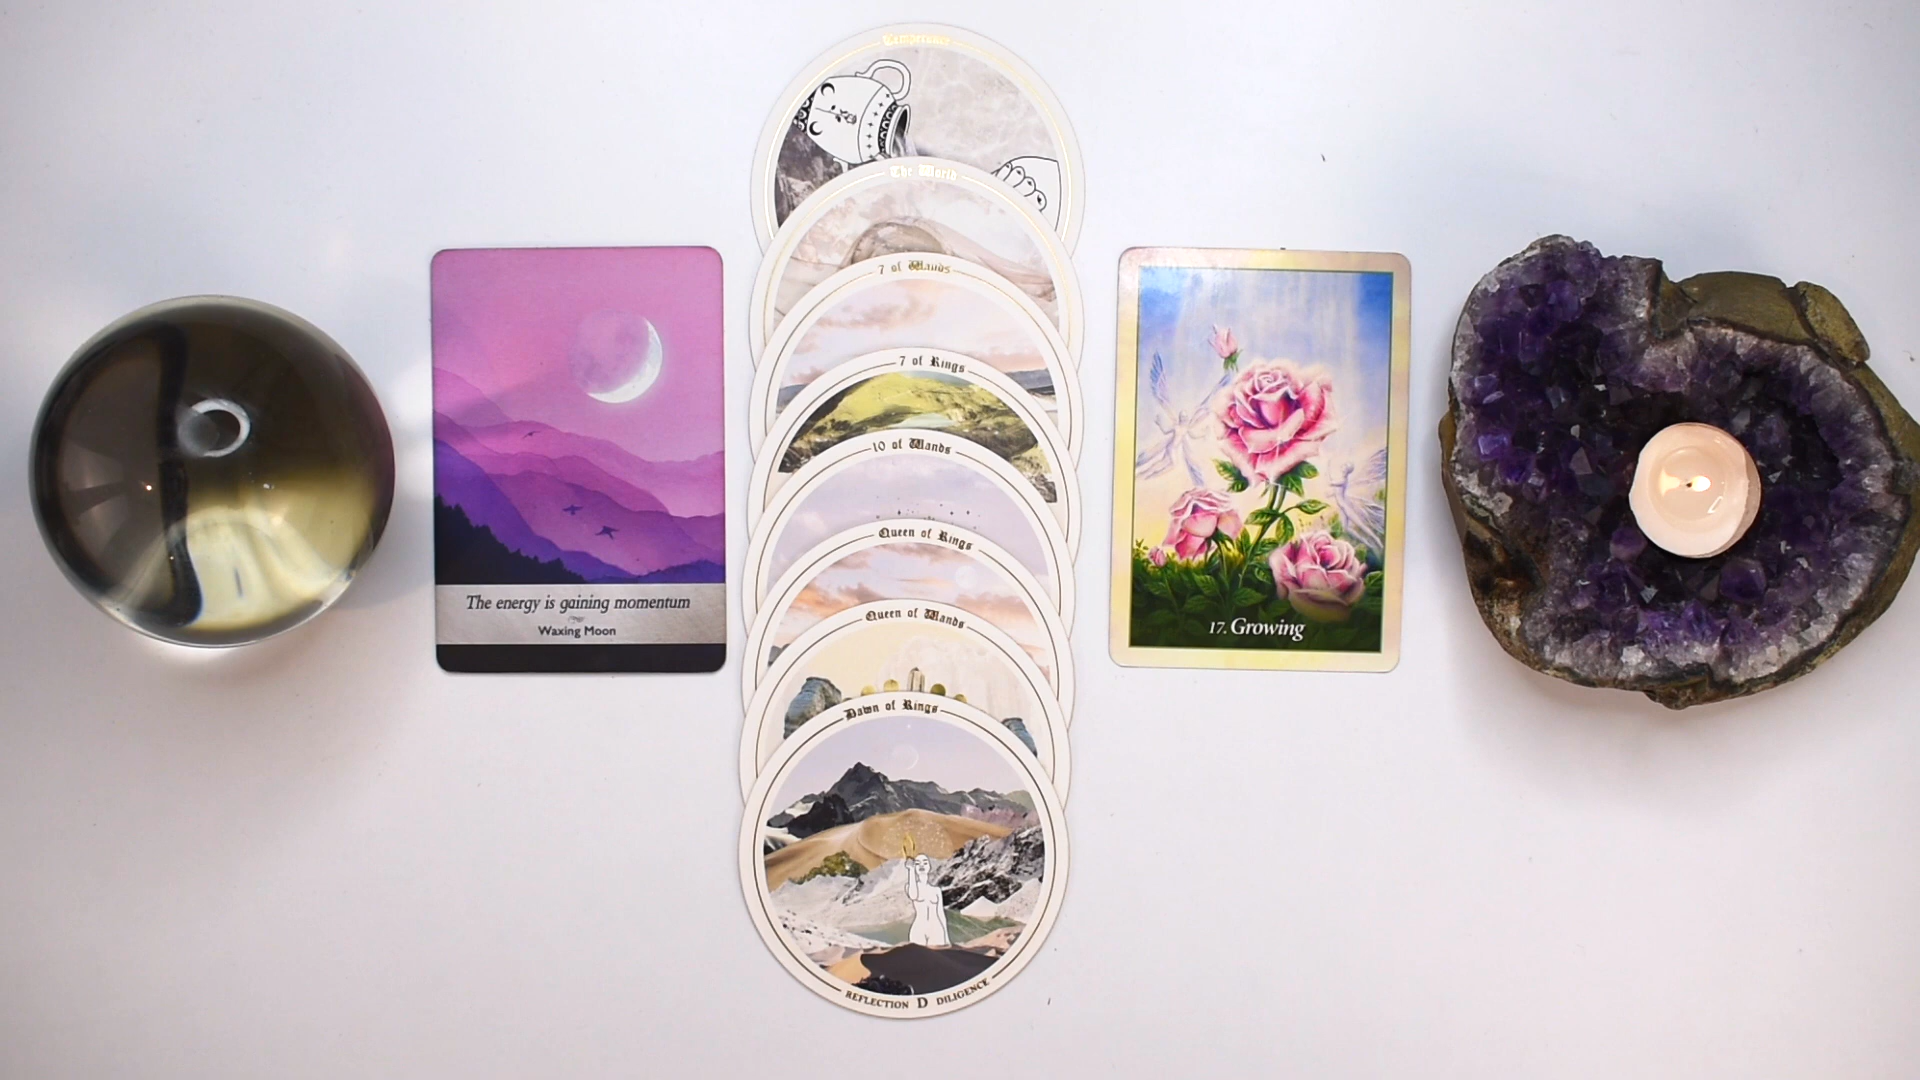 Temperance
The World
7 of Wands
7 of Rings
10 of Wands
Queen of Rings
Queen of Wands
Dawn of Rings
REFLECTION D DILIGENCE
The energy is gaining momentum
Waxing Moon
17. Growing